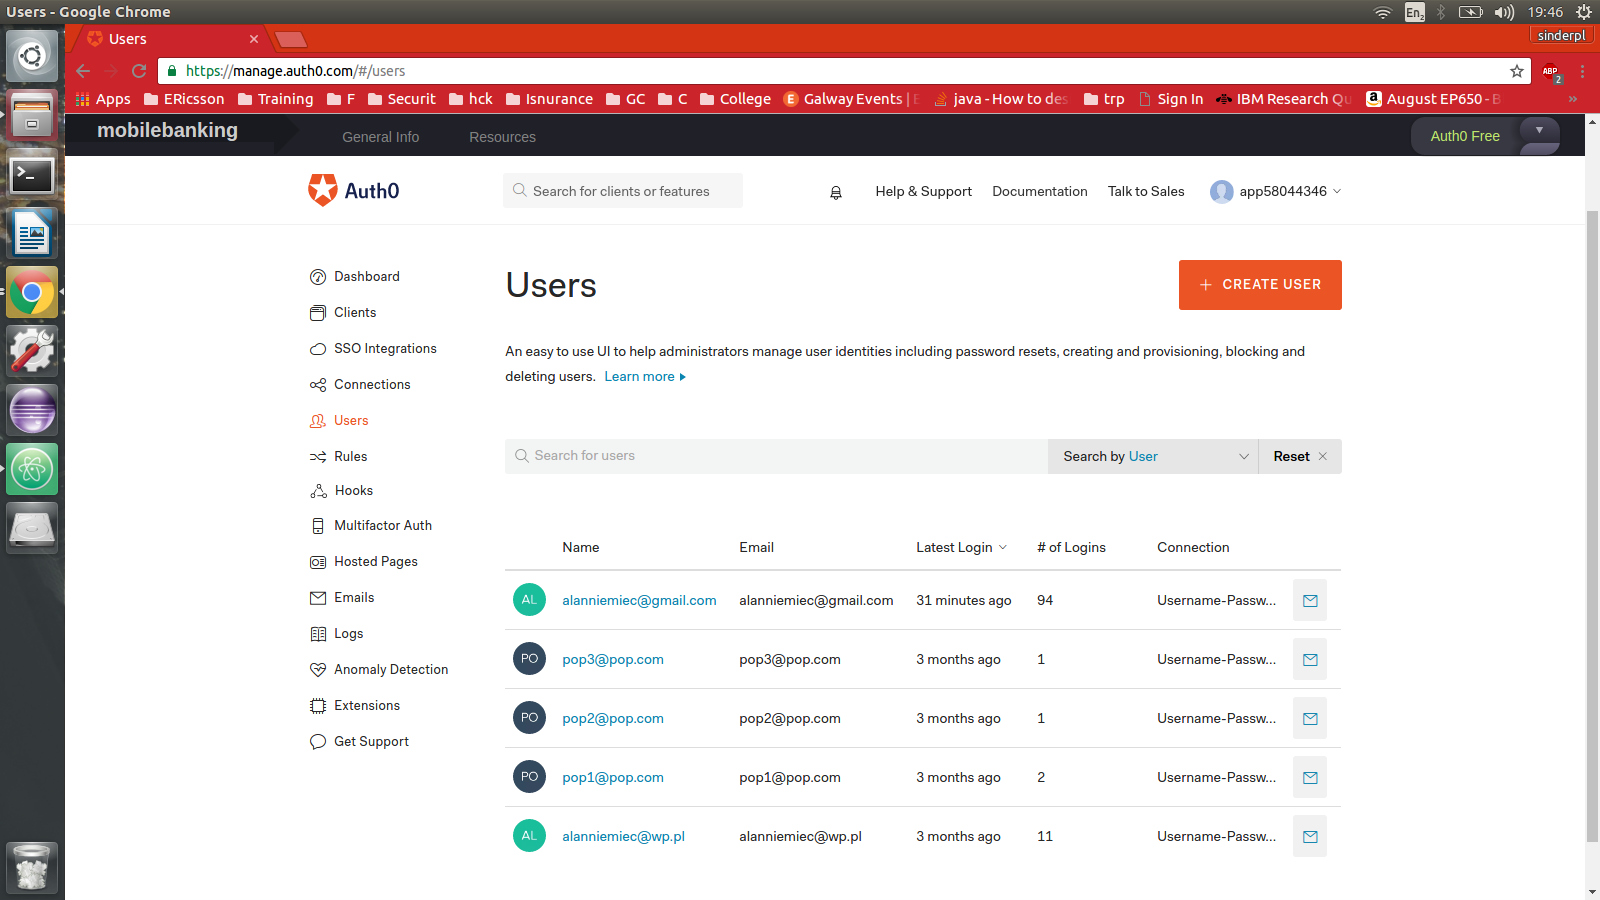 Users - Google Chrome
En2
19:46
Users
sinderpl
https://manage.auth0.com/#/users
ABP
2
Apps ERicsson Training F Securit hck Isnurance GC C College Galway Events | java - How to des trp Sign In IBM Research Qu August EP650 - B
mobilebanking
General Info Resources
Auth0 Free
Auth0
Search for clients or features
Help & Support Documentation Talk to Sales app58044346
Dashboard
Clients
SSO Integrations
Connections
Users
Rules
Hooks
Multifactor Auth
Hosted Pages
Emails
Logs
Anomaly Detection
Extensions
Get Support
Users
+ CREATE USER
An easy to use UI to help administrators manage user identities including password resets, creating and provisioning, blocking and
deleting users. Learn more
Search for users
Search by User
Reset
Name Email Latest Login # of Logins Connection
AL alanniemiec@gmail.com alanniemiec@gmail.com 31 minutes ago 94 Username-Passw...
PO pop3@pop.com pop3@pop.com 3 months ago 1 Username-Passw...
PO pop2@pop.com pop2@pop.com 3 months ago 1 Username-Passw...
PO pop1@pop.com pop1@pop.com 3 months ago 2 Username-Passw...
AL alanniemiec@wp.pl alanniemiec@wp.pl 3 months ago 11 Username-Passw...